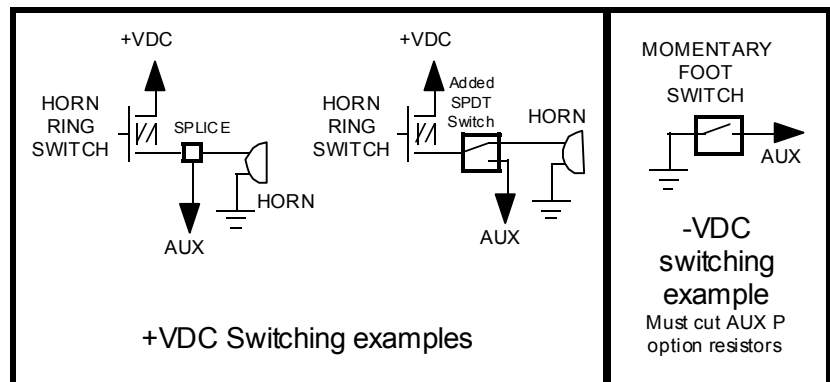 +VDC
HORN
RING
SWITCH
SPLICE
HORN
AUX
+VDC
Added
SPDT
Switch
HORN
RING
SWITCH
HORN
AUX
+VDC Switching examples
MOMENTARY
FOOT
SWITCH
AUX
-VDC
switching
example
Must cut AUX P
option resistors